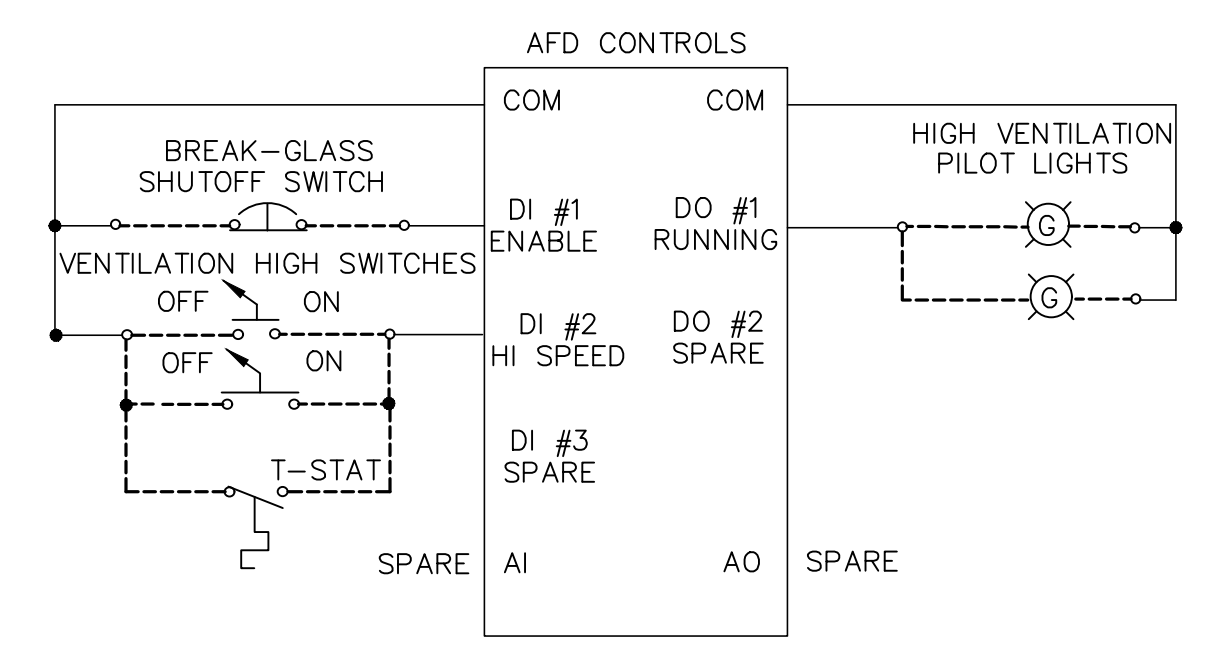 AFD CONTROLS
COM
COM
BREAK-GLASS
SHUTOFF SWITCH
HIGH VENTILATION
PILOT LIGHTS
DI #1
ENABLE
DO #1
RUNNING
G
VENTILATION HIGH SWITCHES
OFF
ON
G
DI #2
HI SPEED
DO #2
SPARE
OFF
ON
DI #3
SPARE
T-STAT
SPARE
AI
AO
SPARE